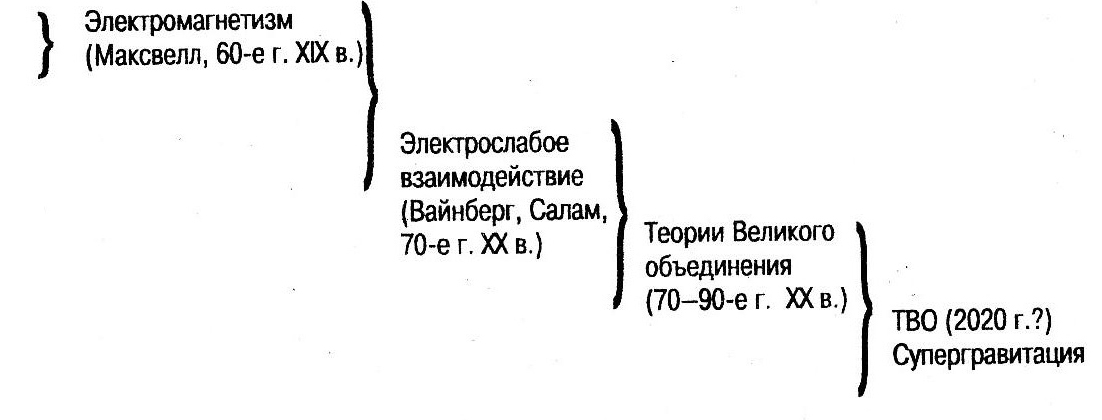 Электромагнетизм
(Максвелл, 60-е г. XIX в.)
Электрослабое
взаимодействие
(Вайнберг, Салам,
70-е г. XX в.)
Теории Великого
объединения
(70–90-е г. XX в.)
ТВО (2020 г.?)
Супергравитация